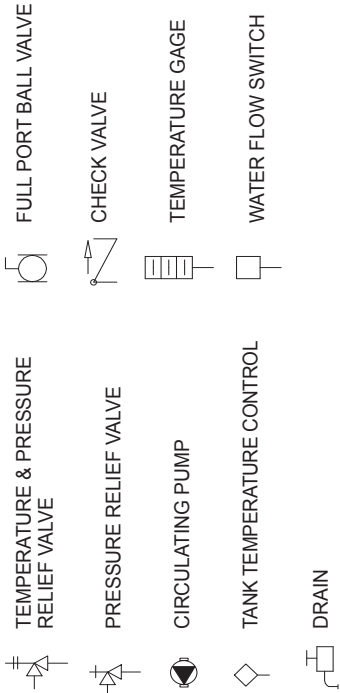 TEMPERATURE & PRESSURE
RELIEF VALVE
PRESSURE RELIEF VALVE
CIRCULATING PUMP
TANK TEMPERATURE CONTROL
DRAIN
FULL PORT BALL VALVE
CHECK VALVE
TEMPERATURE GAGE
WATER FLOW SWITCH